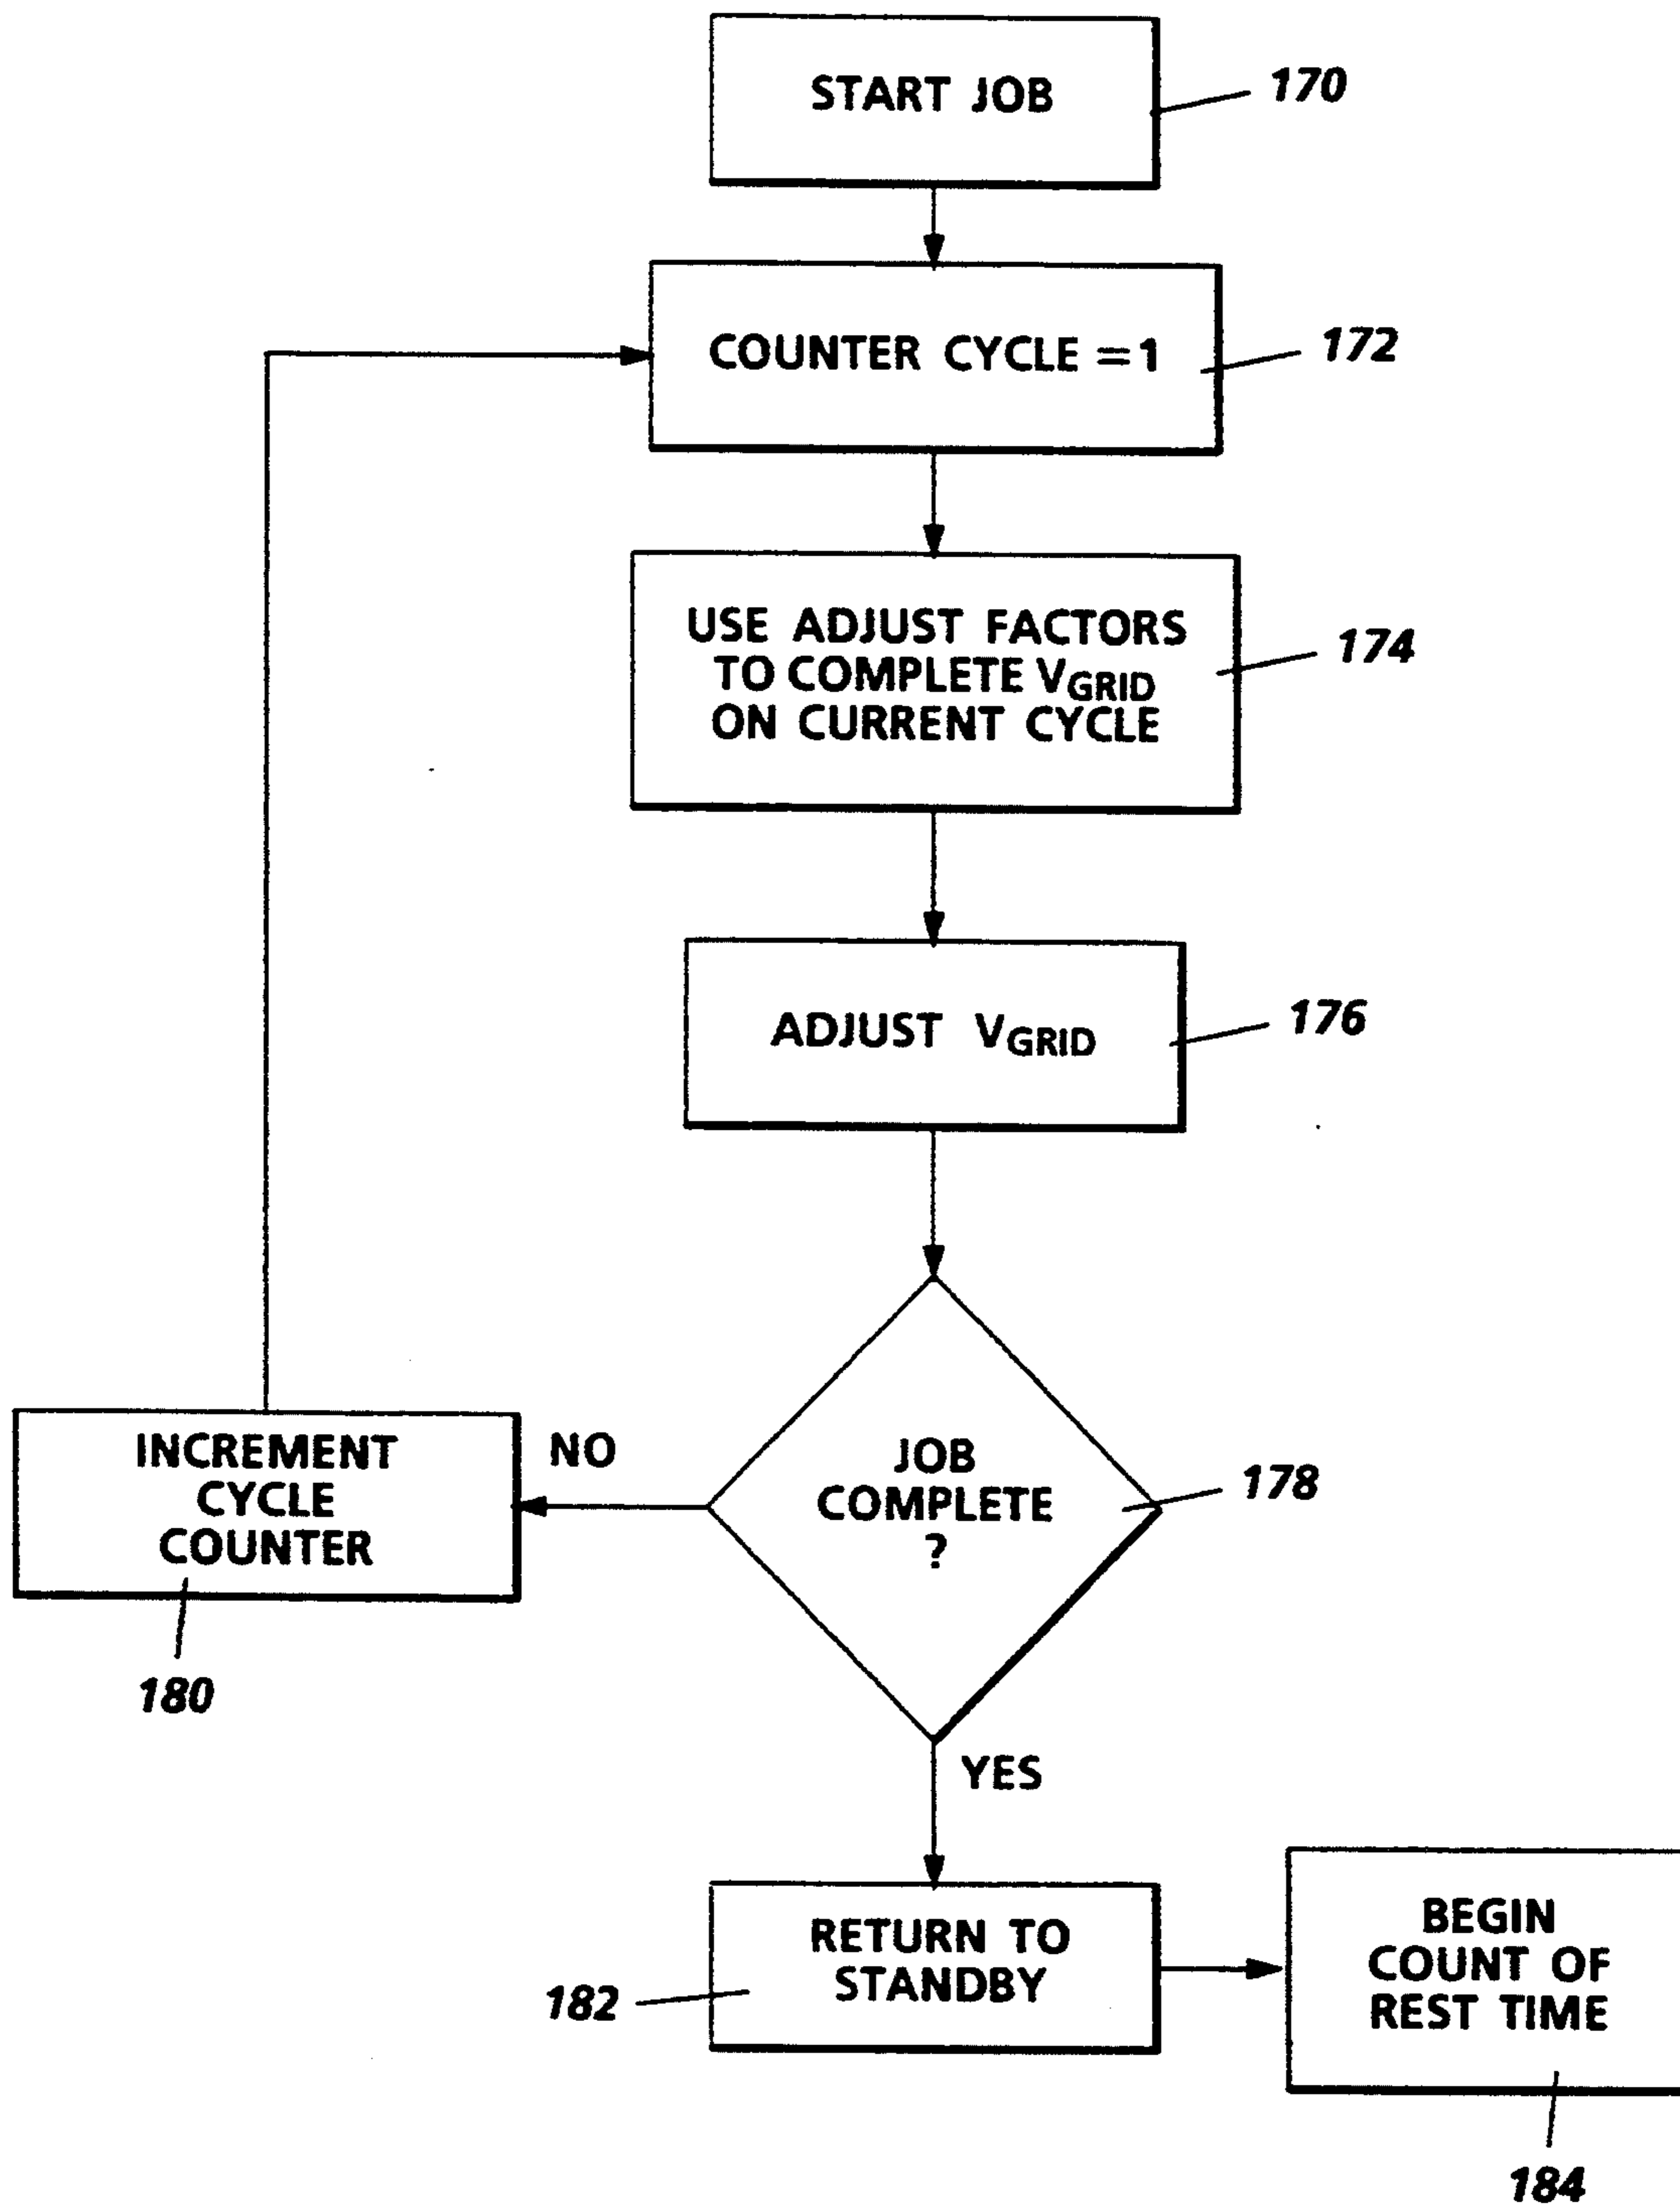 START JOB
170
COUNTER CYCLE = 1
172
USE ADJUST FACTORS
TO COMPLETE VGRID
ON CURRENT CYCLE
174
ADJUST VGRID
176
JOB
COMPLETE
?
178
NO
INCREMENT
CYCLE
COUNTER
180
YES
RETURN TO
STANDBY
182
BEGIN
COUNT OF
REST TIME
184